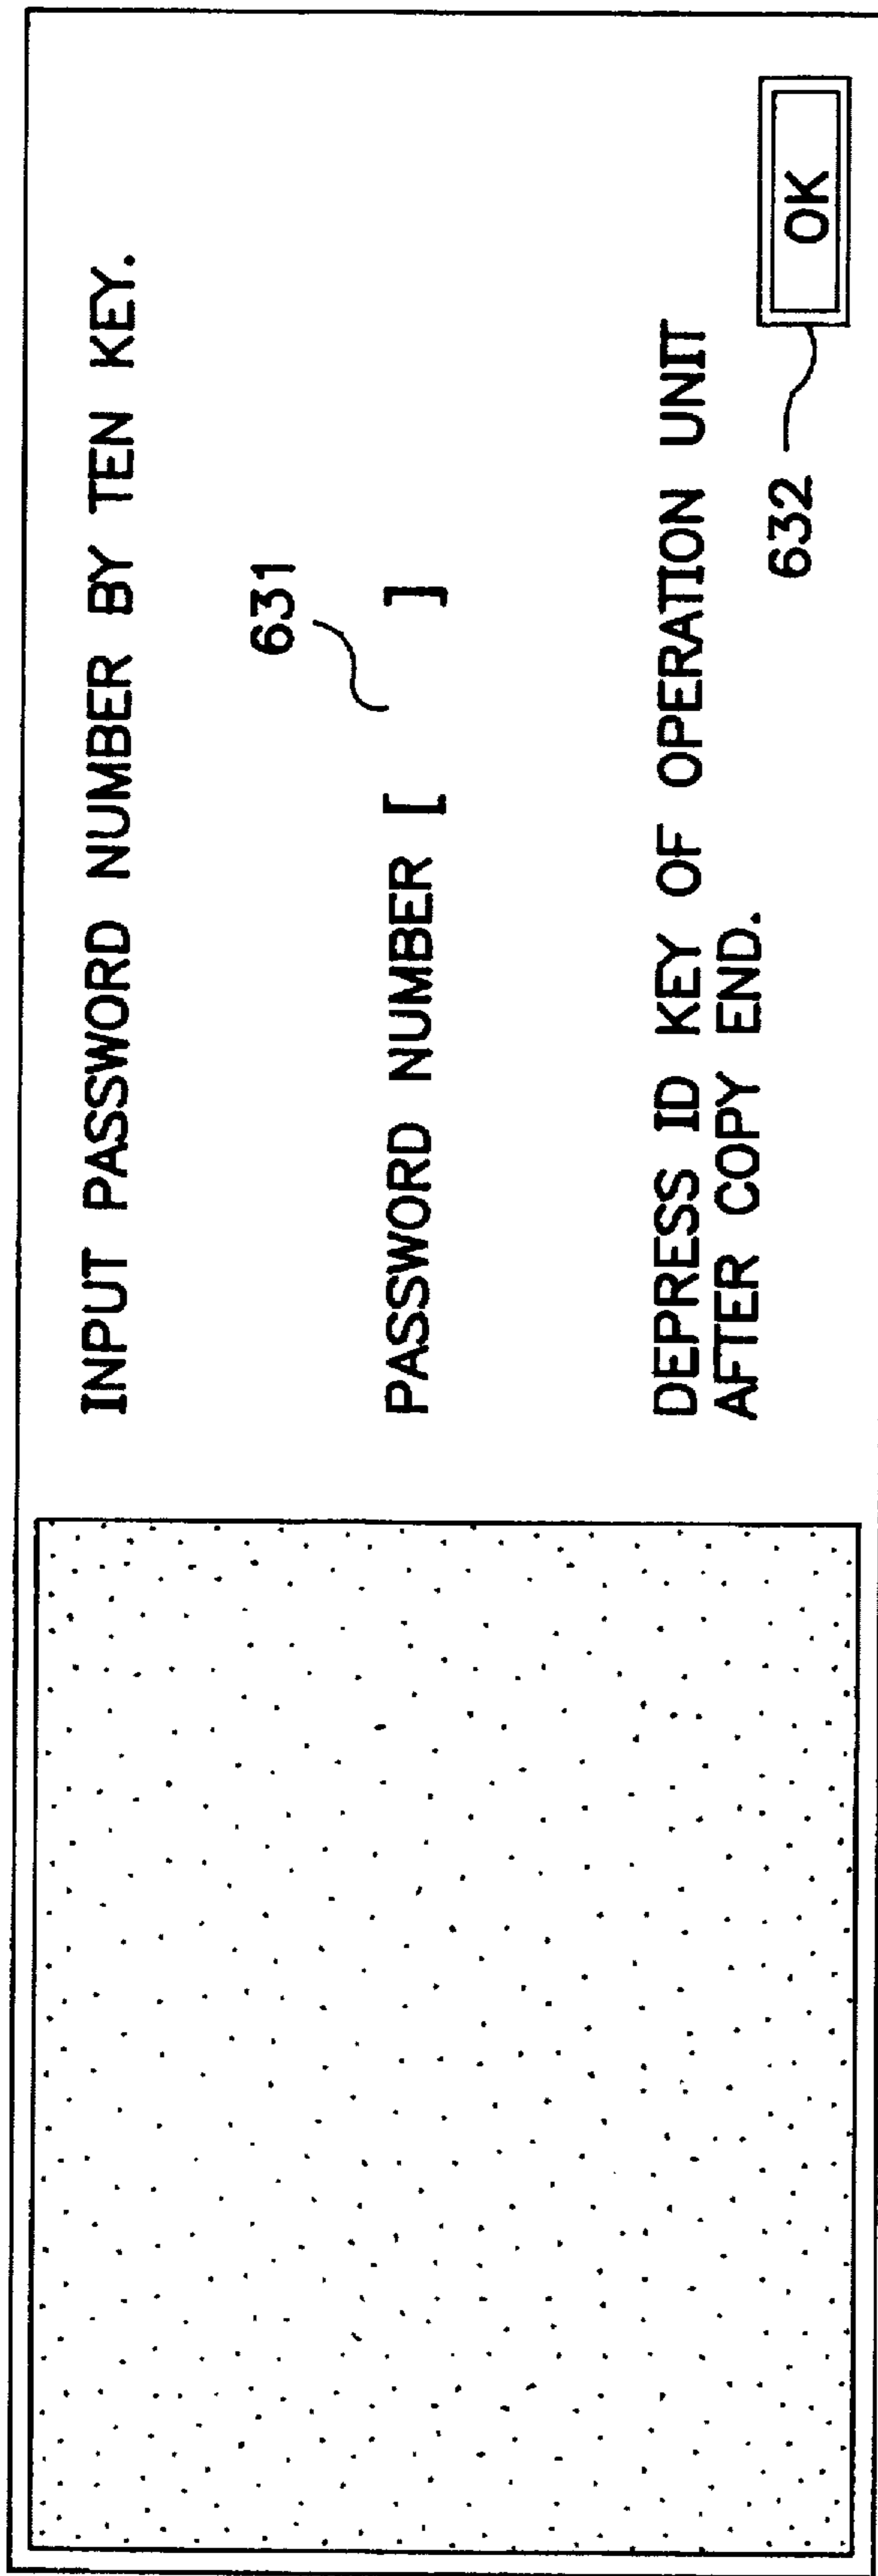 INPUT PASSWORD NUMBER BY TEN KEY.
631
PASSWORD NUMBER [ ]
DEPRESS ID KEY OF OPERATION UNIT
AFTER COPY END.
632
OK